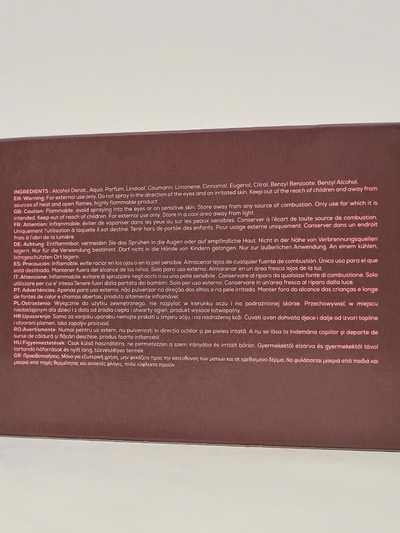 INGREDIENTS: Alcohol Denat., Aqua, Parfum, Linalool, Coumarin, Limonene, Cinnamal, Eugenol, Citral, Benzyl Benzoate, Benzyl Alcohol.
EN: Warning: For external use only. Do not spray in the direction of the eyes and on irritated skin. Keep out of the reach of children and away from
sources of heat and open flames, highly flammable product.
GB: Caution: Flammable, avoid spraying into the eyes or on sensitive skin. Store away from any source of combustion. Only use for which it is
intended. Keep out of reach of children. For external use only. Store in a cool area away from light.
FR: Attention: Inflammable, éviter de vaporiser dans les yeux ou sur les peaux sensibles. Conserver à l'écart de toute source de combustion.
Uniquement l'utilisation à laquelle il est destiné. Tenir hors de portée des enfants. Pour usage externe uniquement. Conserver dans un endroit
frais à l'abri de la lumière.
DE: Achtung: Entflammbar, vermeiden Sie das Sprühen in die Augen oder auf empfindliche Haut. Nicht in der Nähe von Verbrennungsquellen
lagern. Nur für die Verwendung bestimmt. Darf nicht in die Hände von Kindern gelangen. Nur zur äußerlichen Anwendung. An einem kühlen,
lichtgeschützten Ort lagern.
ES: Precaución: Inflamable, evite rociar en los ojos o en la piel sensible. Almacenar lejos de cualquier fuente de combustión. Único uso para el que
está destinado. Mantener fuera del alcance de los niños. Solo para uso externo. Almacenar en un área fresca lejos de la luz.
IT: Attenzione: Infiammabile, evitare di spruzzare negli occhi o su una pelle sensibile. Conservare al riparo da qualsiasi fonte di combustione. Solo
utilizzare per cui e' inteso. Tenere fuori dalla portata dei bambini. Solo per uso esterno. Conservare in un'area fresca al riparo dalla luce.
PT: Advertências: Apenas para uso externo, não pulverizar na direção dos olhos e na pele irritada. Manter fora do alcance das crianças e longe
de fontes de calor e chamas abertas, produto altamente inflamável.
PL: Ostrzeżenia: Wyłącznie do użytku zewnętrznego, nie rozpylać w kierunku oczu i na podrażnionej skórze. Przechowywać w miejscu
niedostępnym dla dzieci i z dala od źródła ciepła i otwarty ogień, produkt wysoce łatwopalny
HR: Upozorenja: Samo za vanjsku uporabu nemojte prskati u smjeru očiju i na nadraženoj koži. Čuvati izvan dohvata djece i dalje od izvori topline
i otvoreni plamen, lako zapaljiv proizvod.
RO: Avertismente: Numai pentru uz extern, nu pulverizați în direcția ochilor și pe pielea iritată. A nu se lăsa la îndemâna copiilor și departe de
surse de căldură și flăcări deschise, produs foarte inflamabil
HU: Figyelmeztetések: Csak külső használatra, ne permetezzen a szem irányába és irritált bőrön. Gyermekektől elzárva és gyermekektől távol
tartandó hőforrások és nyílt láng, tűzveszélyes termék
GR: Προειδοποιήσεις: Μόνο για εξωτερική χρήση, μην ψεκάζετε προς την κατεύθυνση των ματιών και σε ερεθισμένο δέρμα. Να φυλάσσεται μακριά από παιδιά και
μακριά από πηγές θερμότητας και ανοικτές φλόγες, πολύ εύφλεκτο προϊόν